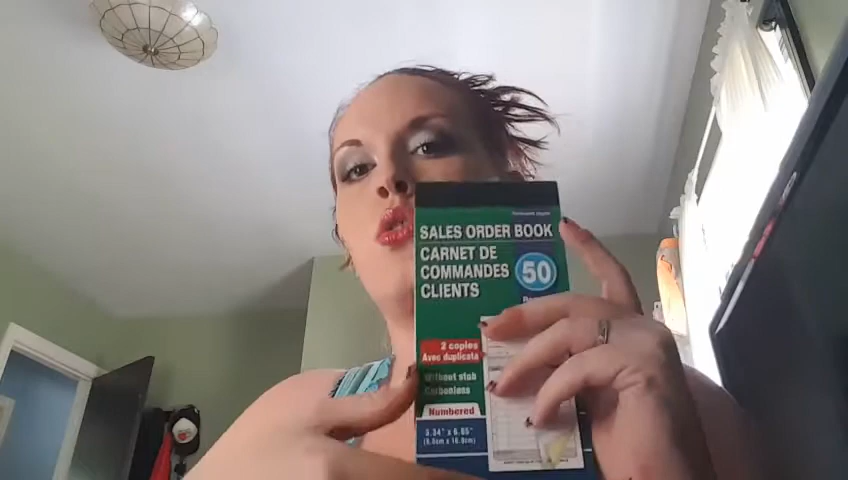 SALES ORDER BOOK
CARNET DE
COMMANDES
CLIENTS
50
2 copies
Avec duplicata
Without stub
Carbonless
Numbered
5.34" x 6.65"